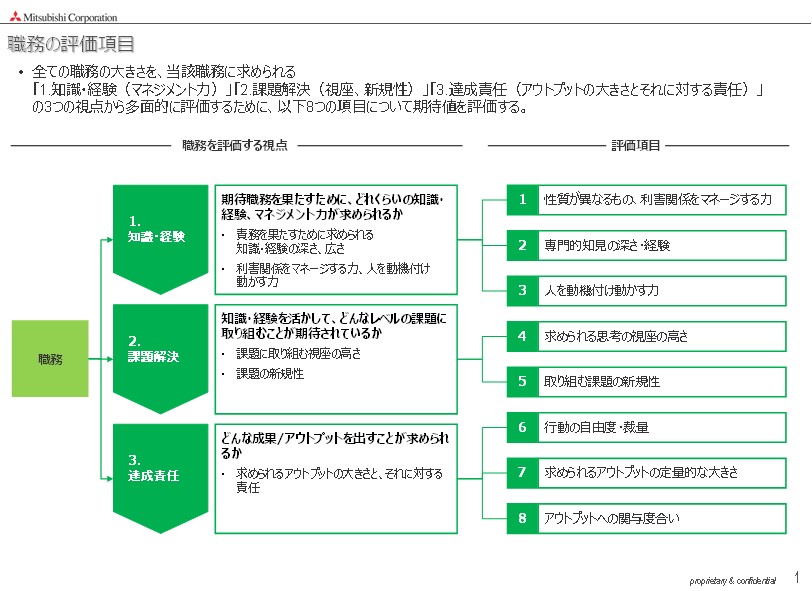 Mitsubishi Corporation
職務の評価項目
• 全ての職務の大きさを、当該職務に求められる
「1.知識・経験（マネジメント力）」「2.課題解決（視座、新規性）」「3.達成責任（アウトプットの大きさとそれに対する責任）」
の3つの視点から多面的に評価するために、以下8つの項目について期待値を評価する。
職務を評価する視点
評価項目
職務
1.
知識・経験
期待職務を果たすために、どれくらいの知識・
経験、マネジメント力が求められるか
• 責務を果たすために求められる
知識・経験の深さ、広さ
• 利害関係をマネージする力、人を動機付け
動かす力
1 性質が異なるもの、利害関係をマネージする力
2 専門的知見の深さ・経験
3 人を動機付け動かす力
2.
課題解決
知識・経験を活かして、どんなレベルの課題に
取り組むことが期待されているか
• 課題に取り組む視座の高さ
• 課題の新規性
4 求められる思考の視座の高さ
5 取り組む課題の新規性
3.
達成責任
どんな成果/アウトプットを出すことが求められ
るか
• 求められるアウトプットの大きさと、それに対する
責任
6 行動の自由度・裁量
7 求められるアウトプットの定量的な大きさ
8 アウトプットへの関与度合い
proprietary & confidential
1